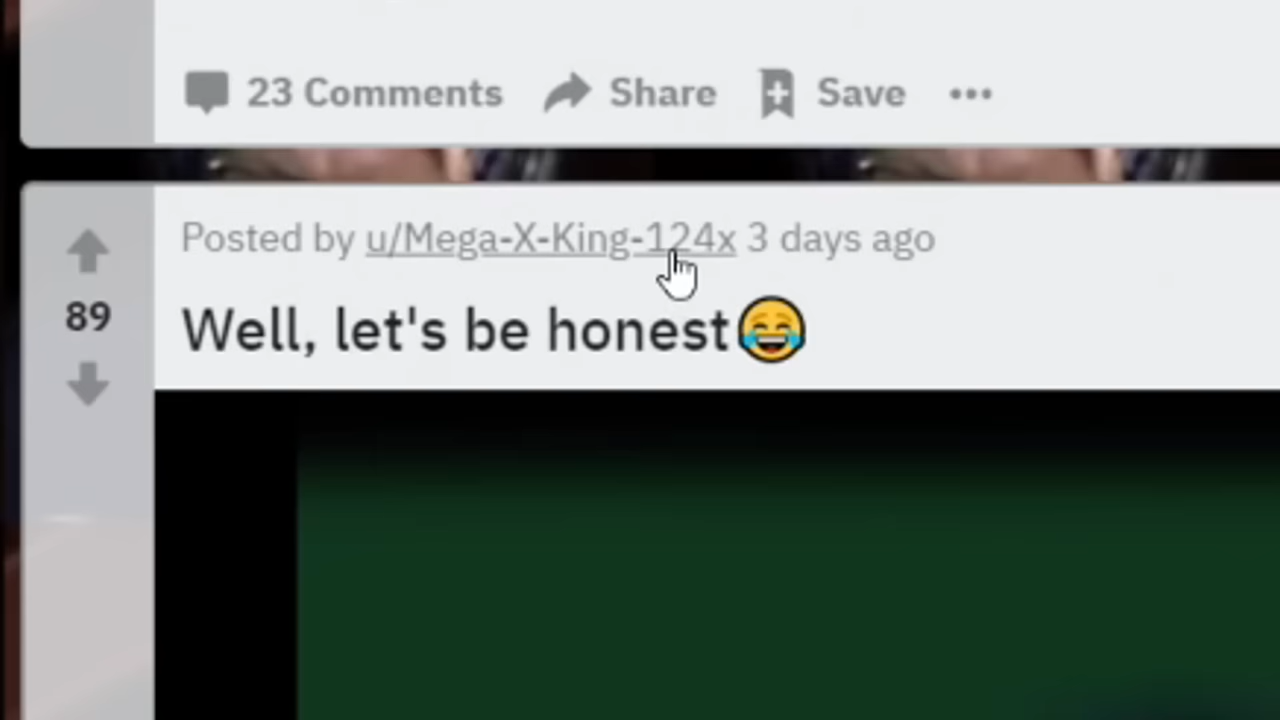 23 Comments Share Save
Posted by u/Mega-X-King-124x 3 days ago
89
Well, let's be honest😂